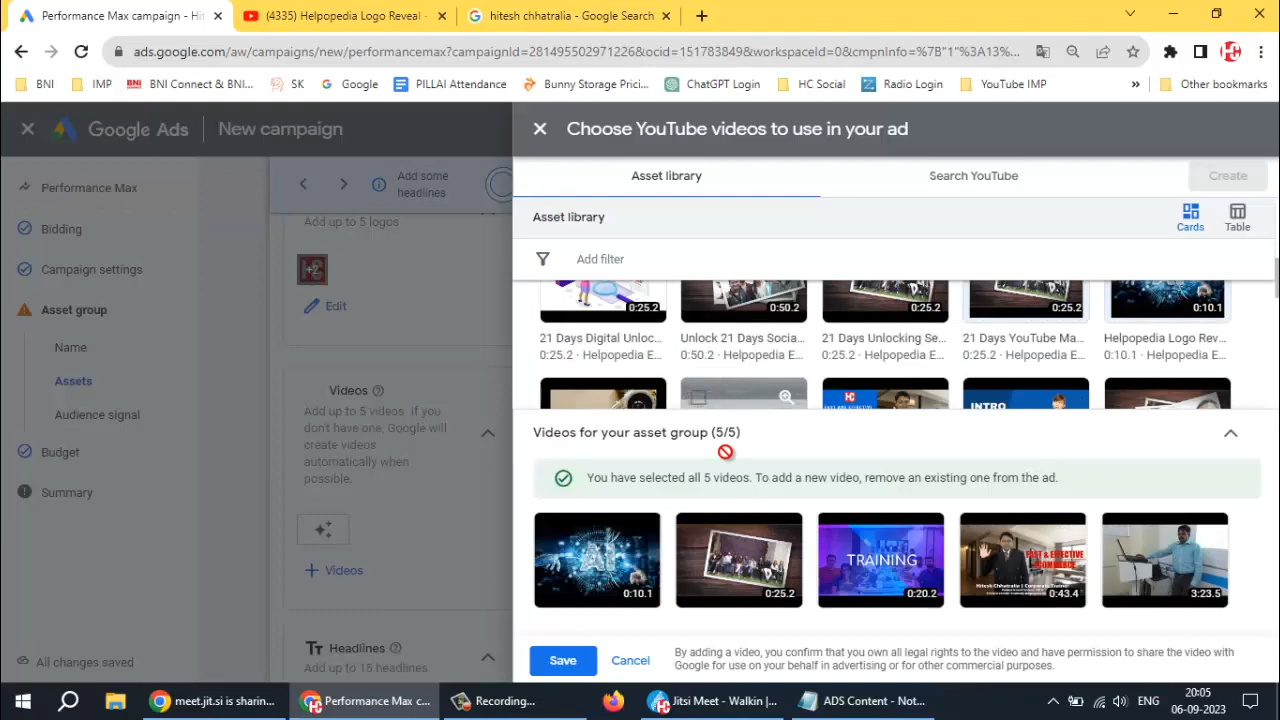 Performance Max campaign - Hit
(4335) Helpopedia Logo Reveal -
hitesh chhatralia - Google Search
ads.google.com/aw/campaigns/new/performancemax?campaignId=281495502971226&ocid=151783849&workspaceId=0&cmpnInfo=%7B"1"%3A13%...
BNI
IMP
BNI Connect & BNI...
SK
Google
PILLAI Attendance
Bunny Storage Prici...
ChatGPT Login
HC Social
Radio Login
YouTube IMP
»
Other bookmarks
Google Ads
New campaign
Choose YouTube videos to use in your ad
Performance Max
Bidding
Campaign settings
Asset group
Name
Assets
Audience signal
Budget
Summary
All changes saved
Add some
headlines
Add up to 5 logos
+2
Edit
Videos
Add up to 5 videos. If you
don't have one, Google will
create videos
automatically when
possible.
+ Videos
Tт Headlines
Add up to 15 headlines
Asset library
Search YouTube
Create
Asset library
Cards
Table
Add filter
0:25.2
0:50.2
0:25.2
0:25.2
0:10.1
21 Days Digital Unloc...
Unlock 21 Days Socia...
21 Days Unlocking Se...
21 Days YouTube Ma...
Helpopedia Logo Rev...
0:25.2 · Helpopedia E...
0:50.2 · Helpopedia E...
0:25.2 · Helpopedia E...
0:25.2 · Helpopedia E...
0:10.1 · Helpopedia E...
INTRO
Videos for your asset group (5/5)
You have selected all 5 videos. To add a new video, remove an existing one from the ad.
AI
0:10.1
0:25.2
TRAINING
0:20.2
FAST & EFFECTIVE
Hitesh Chhatralia | Corporate Trainer
0:43.4
3:23.5
Save
Cancel
By adding a video, you confirm that you own all legal rights to the video and have permission to share the video with
Google for use on your behalf in advertising or for other commercial purposes.
meet.jit.si is sharin...
Performance Max c...
Recording...
Jitsi Meet - Walkin |...
ADS Content - Not...
ENG
20:05
06-09-2023